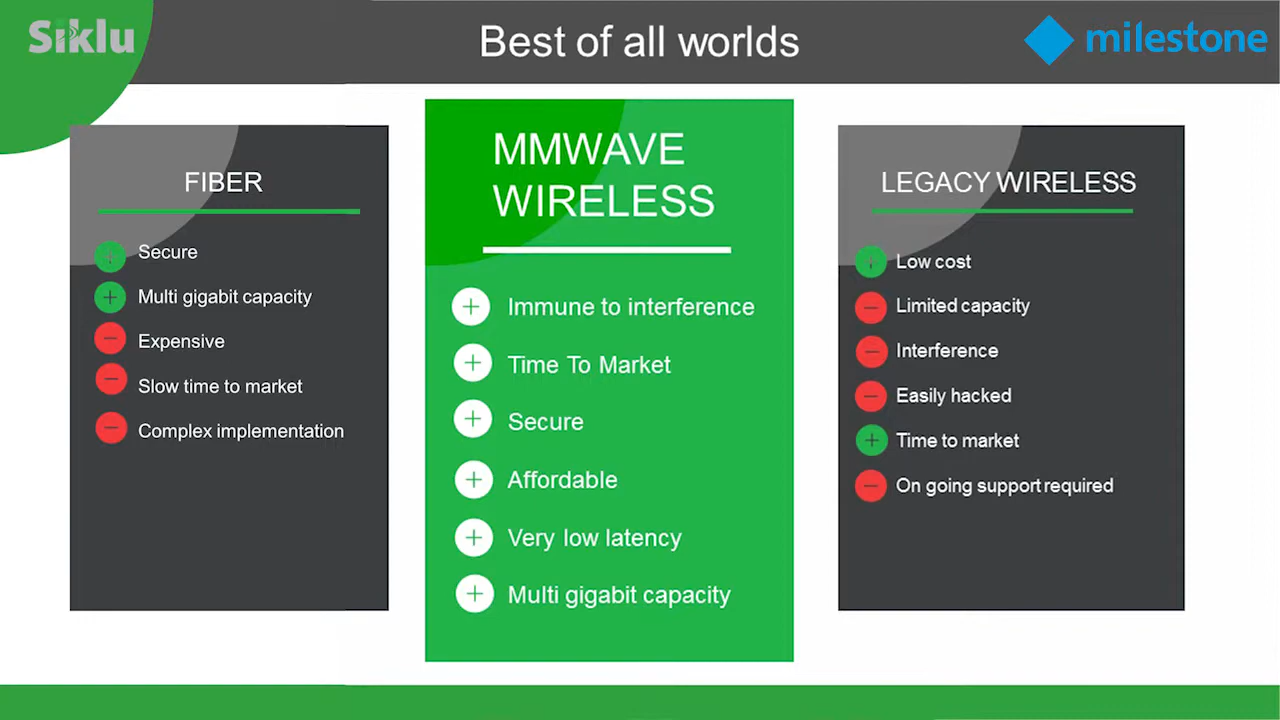 Siklu
Best of all worlds
milestone
FIBER
Secure
Multi gigabit capacity
Expensive
Slow time to market
Complex implementation
MMWAVE
WIRELESS
Immune to interference
Time To Market
Secure
Affordable
Very low latency
Multi gigabit capacity
LEGACY WIRELESS
Low cost
Limited capacity
Interference
Easily hacked
Time to market
On going support required